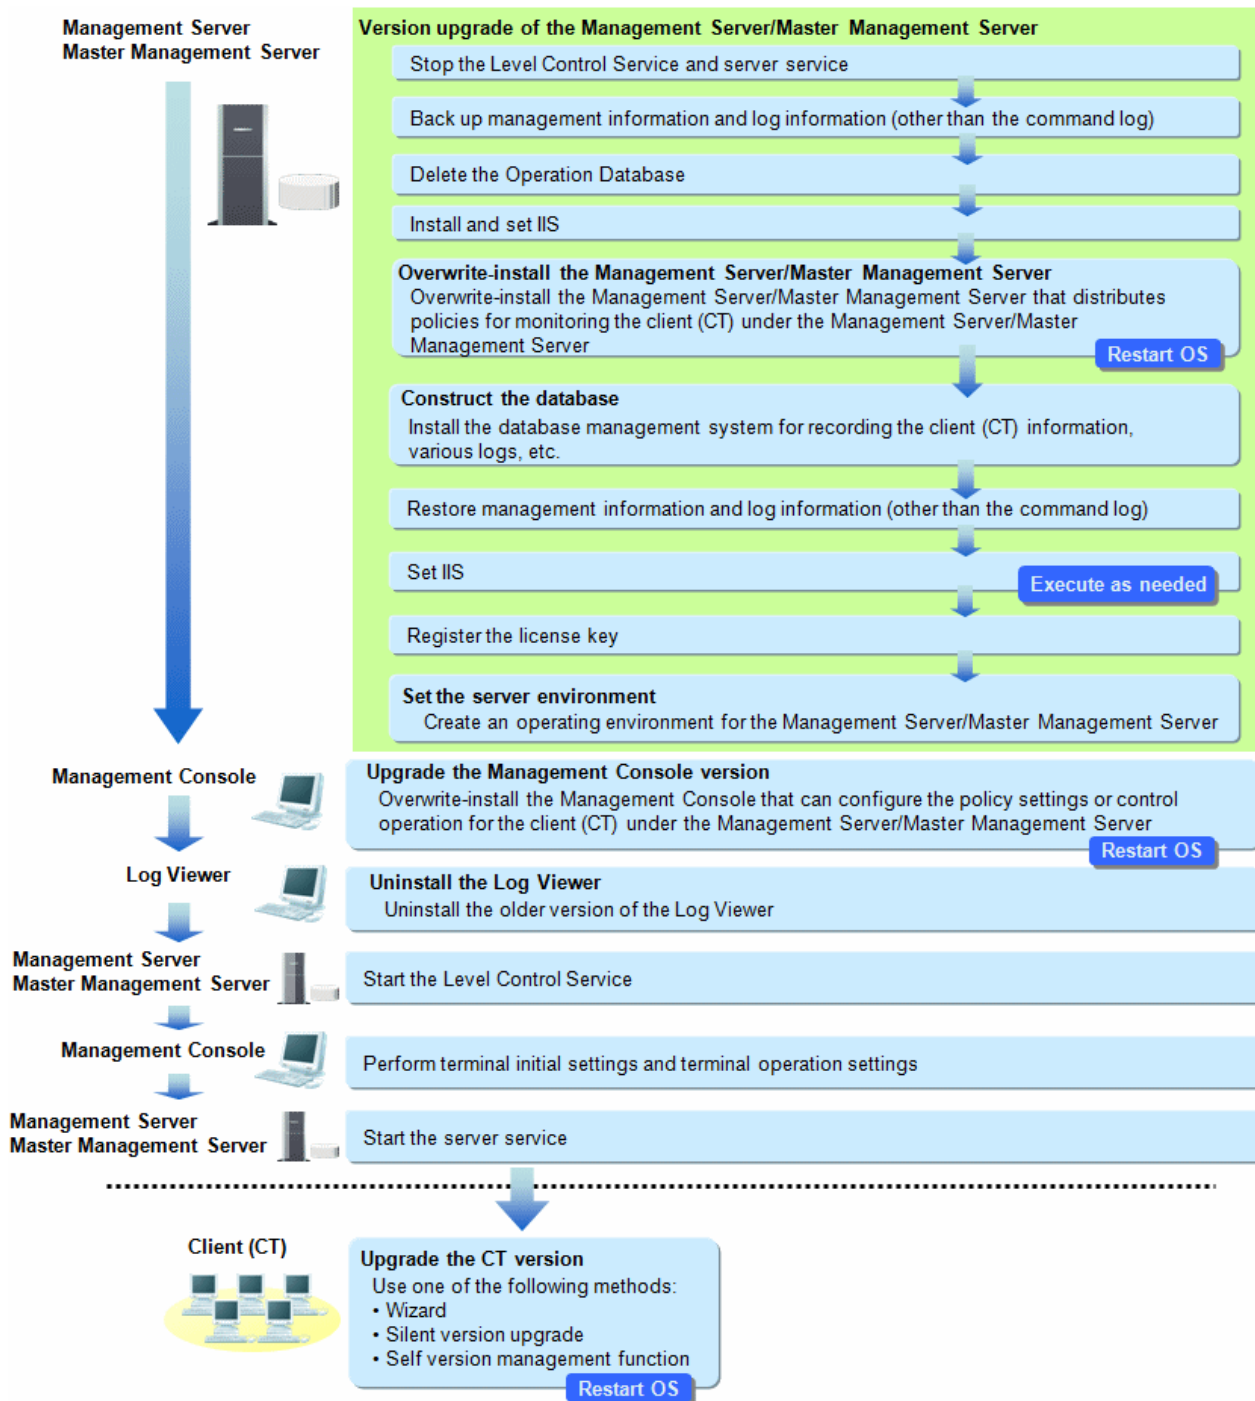 Management Server
Master Management Server
Version upgrade of the Management Server/Master Management Server
Stop the Level Control Service and server service
Back up management information and log information (other than the command log)
Delete the Operation Database
Install and set IIS
Overwrite-install the Management Server/Master Management Server
Overwrite-install the Management Server/Master Management Server that distributes
policies for monitoring the client (CT) under the Management Server/Master
Management Server
Restart OS
Construct the database
Install the database management system for recording the client (CT) information,
various logs, etc.
Restore management information and log information (other than the command log)
Set IIS
Execute as needed
Register the license key
Set the server environment
Create an operating environment for the Management Server/Master Management Server
Management Console
Upgrade the Management Console version
Overwrite-install the Management Console that can configure the policy settings or control
operation for the client (CT) under the Management Server/Master Management Server
Restart OS
Log Viewer
Uninstall the Log Viewer
Uninstall the older version of the Log Viewer
Management Server
Master Management Server
Start the Level Control Service
Management Console
Perform terminal initial settings and terminal operation settings
Management Server
Master Management Server
Start the server service
Client (CT)
Upgrade the CT version
Use one of the following methods:
• Wizard
• Silent version upgrade
• Self version management function
Restart OS